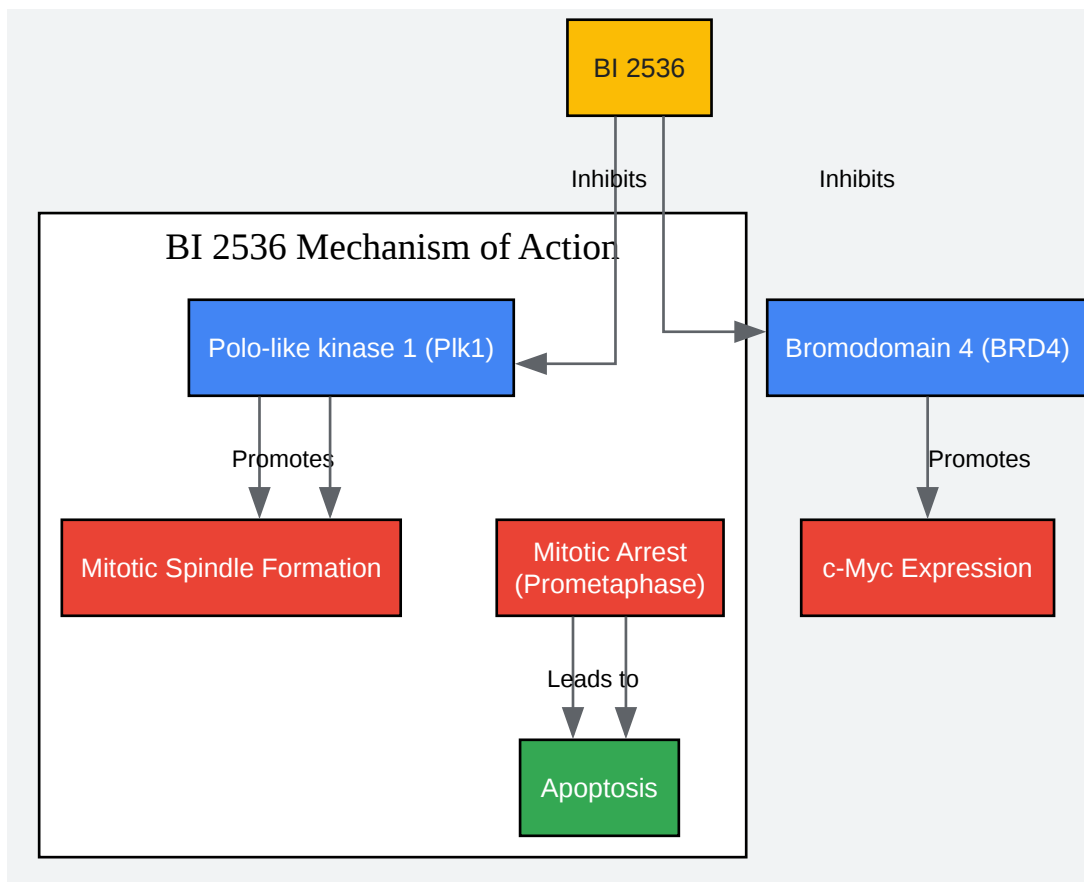 BI 2536
Inhibits
Inhibits
BI 2536 Mechanism of Action
Polo-like kinase 1 (Plk1)
Bromodomain 4 (BRD4)
Promotes
Promotes
Mitotic Spindle Formation
Mitotic Arrest
(Prometaphase)
c-Myc Expression
Leads to
Apoptosis